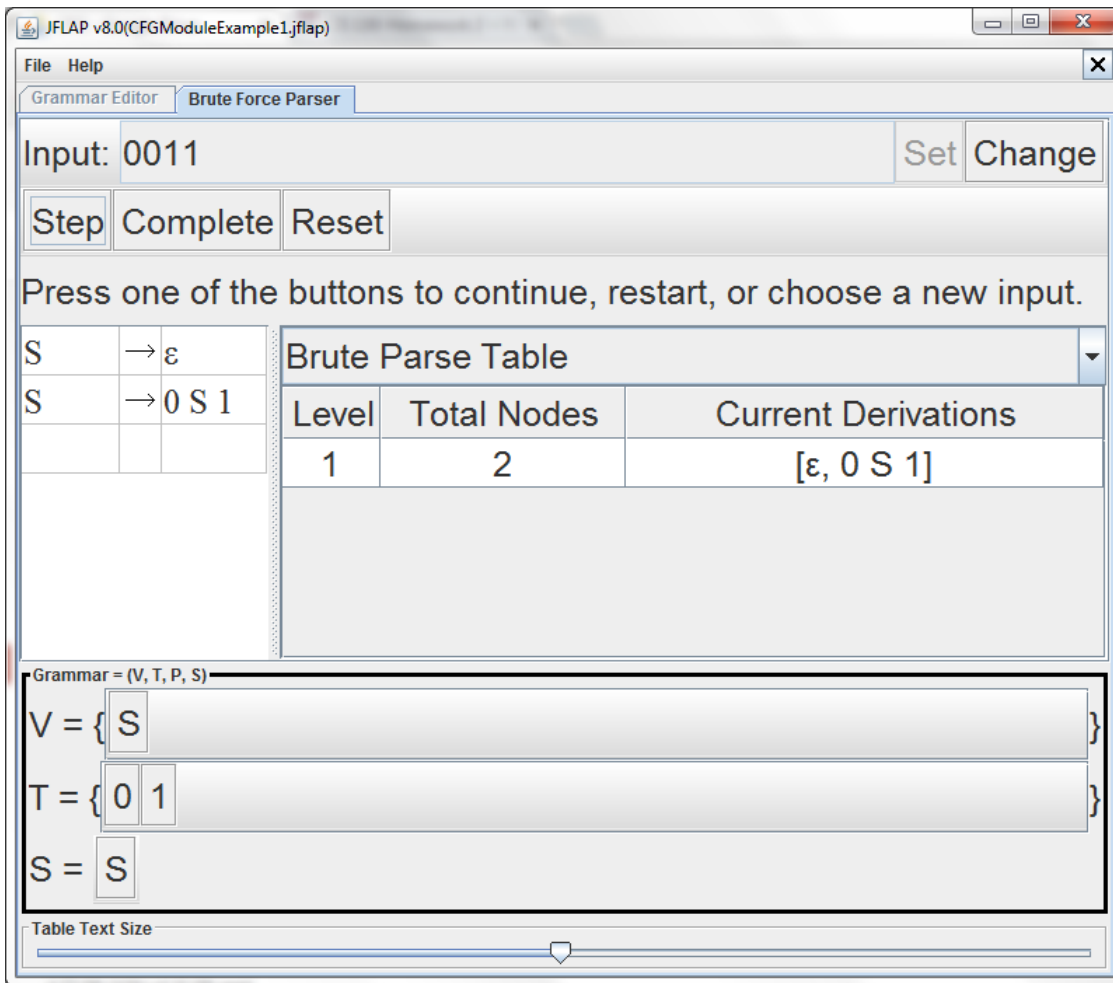 JFLAP v8.0(CFGModuleExample1.jflap)
File Help
Grammar Editor Brute Force Parser
Input: 0011 Set Change
Step Complete Reset
Press one of the buttons to continue, restart, or choose a new input.
S → ε
S → 0 S 1
Brute Parse Table
Level Total Nodes Current Derivations
1 2 [ε, 0 S 1]
Grammar = (V, T, P, S)
V = { S }
T = { 0 1 }
S = S
Table Text Size